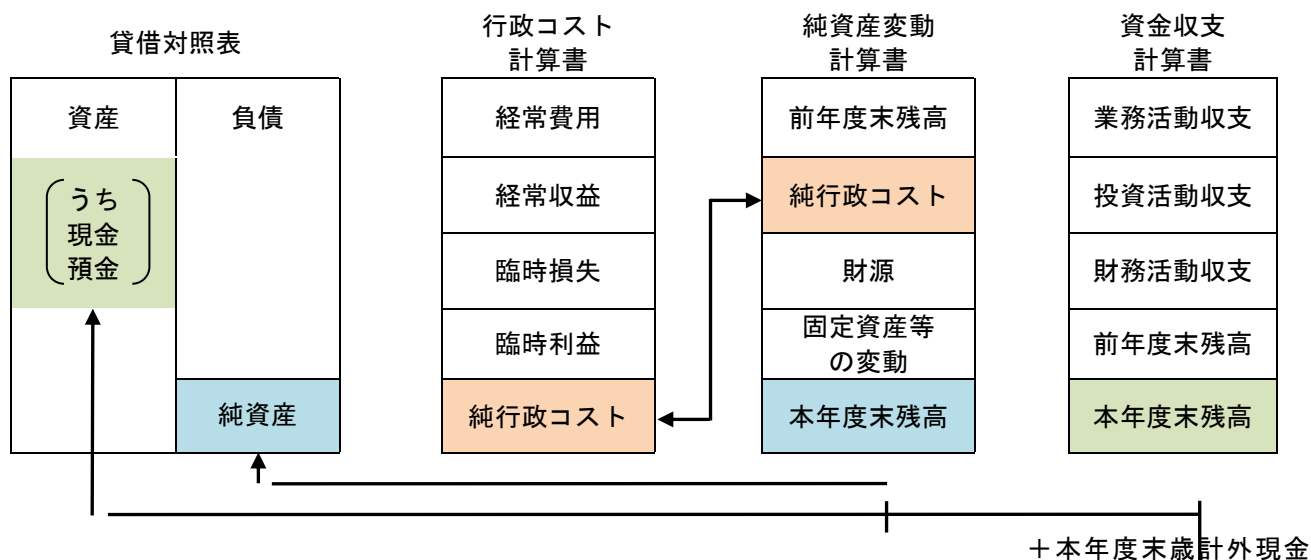 貸借対照表
資産
負債
うち
現金
預金
純資産
行政コスト
計算書
経常費用
経常収益
臨時損失
臨時利益
純行政コスト
純資産変動
計算書
前年度末残高
純行政コスト
財源
固定資産等
の変動
本年度末残高
資金収支
計算書
業務活動収支
投資活動収支
財務活動収支
前年度末残高
本年度末残高
＋本年度末歳計外現金